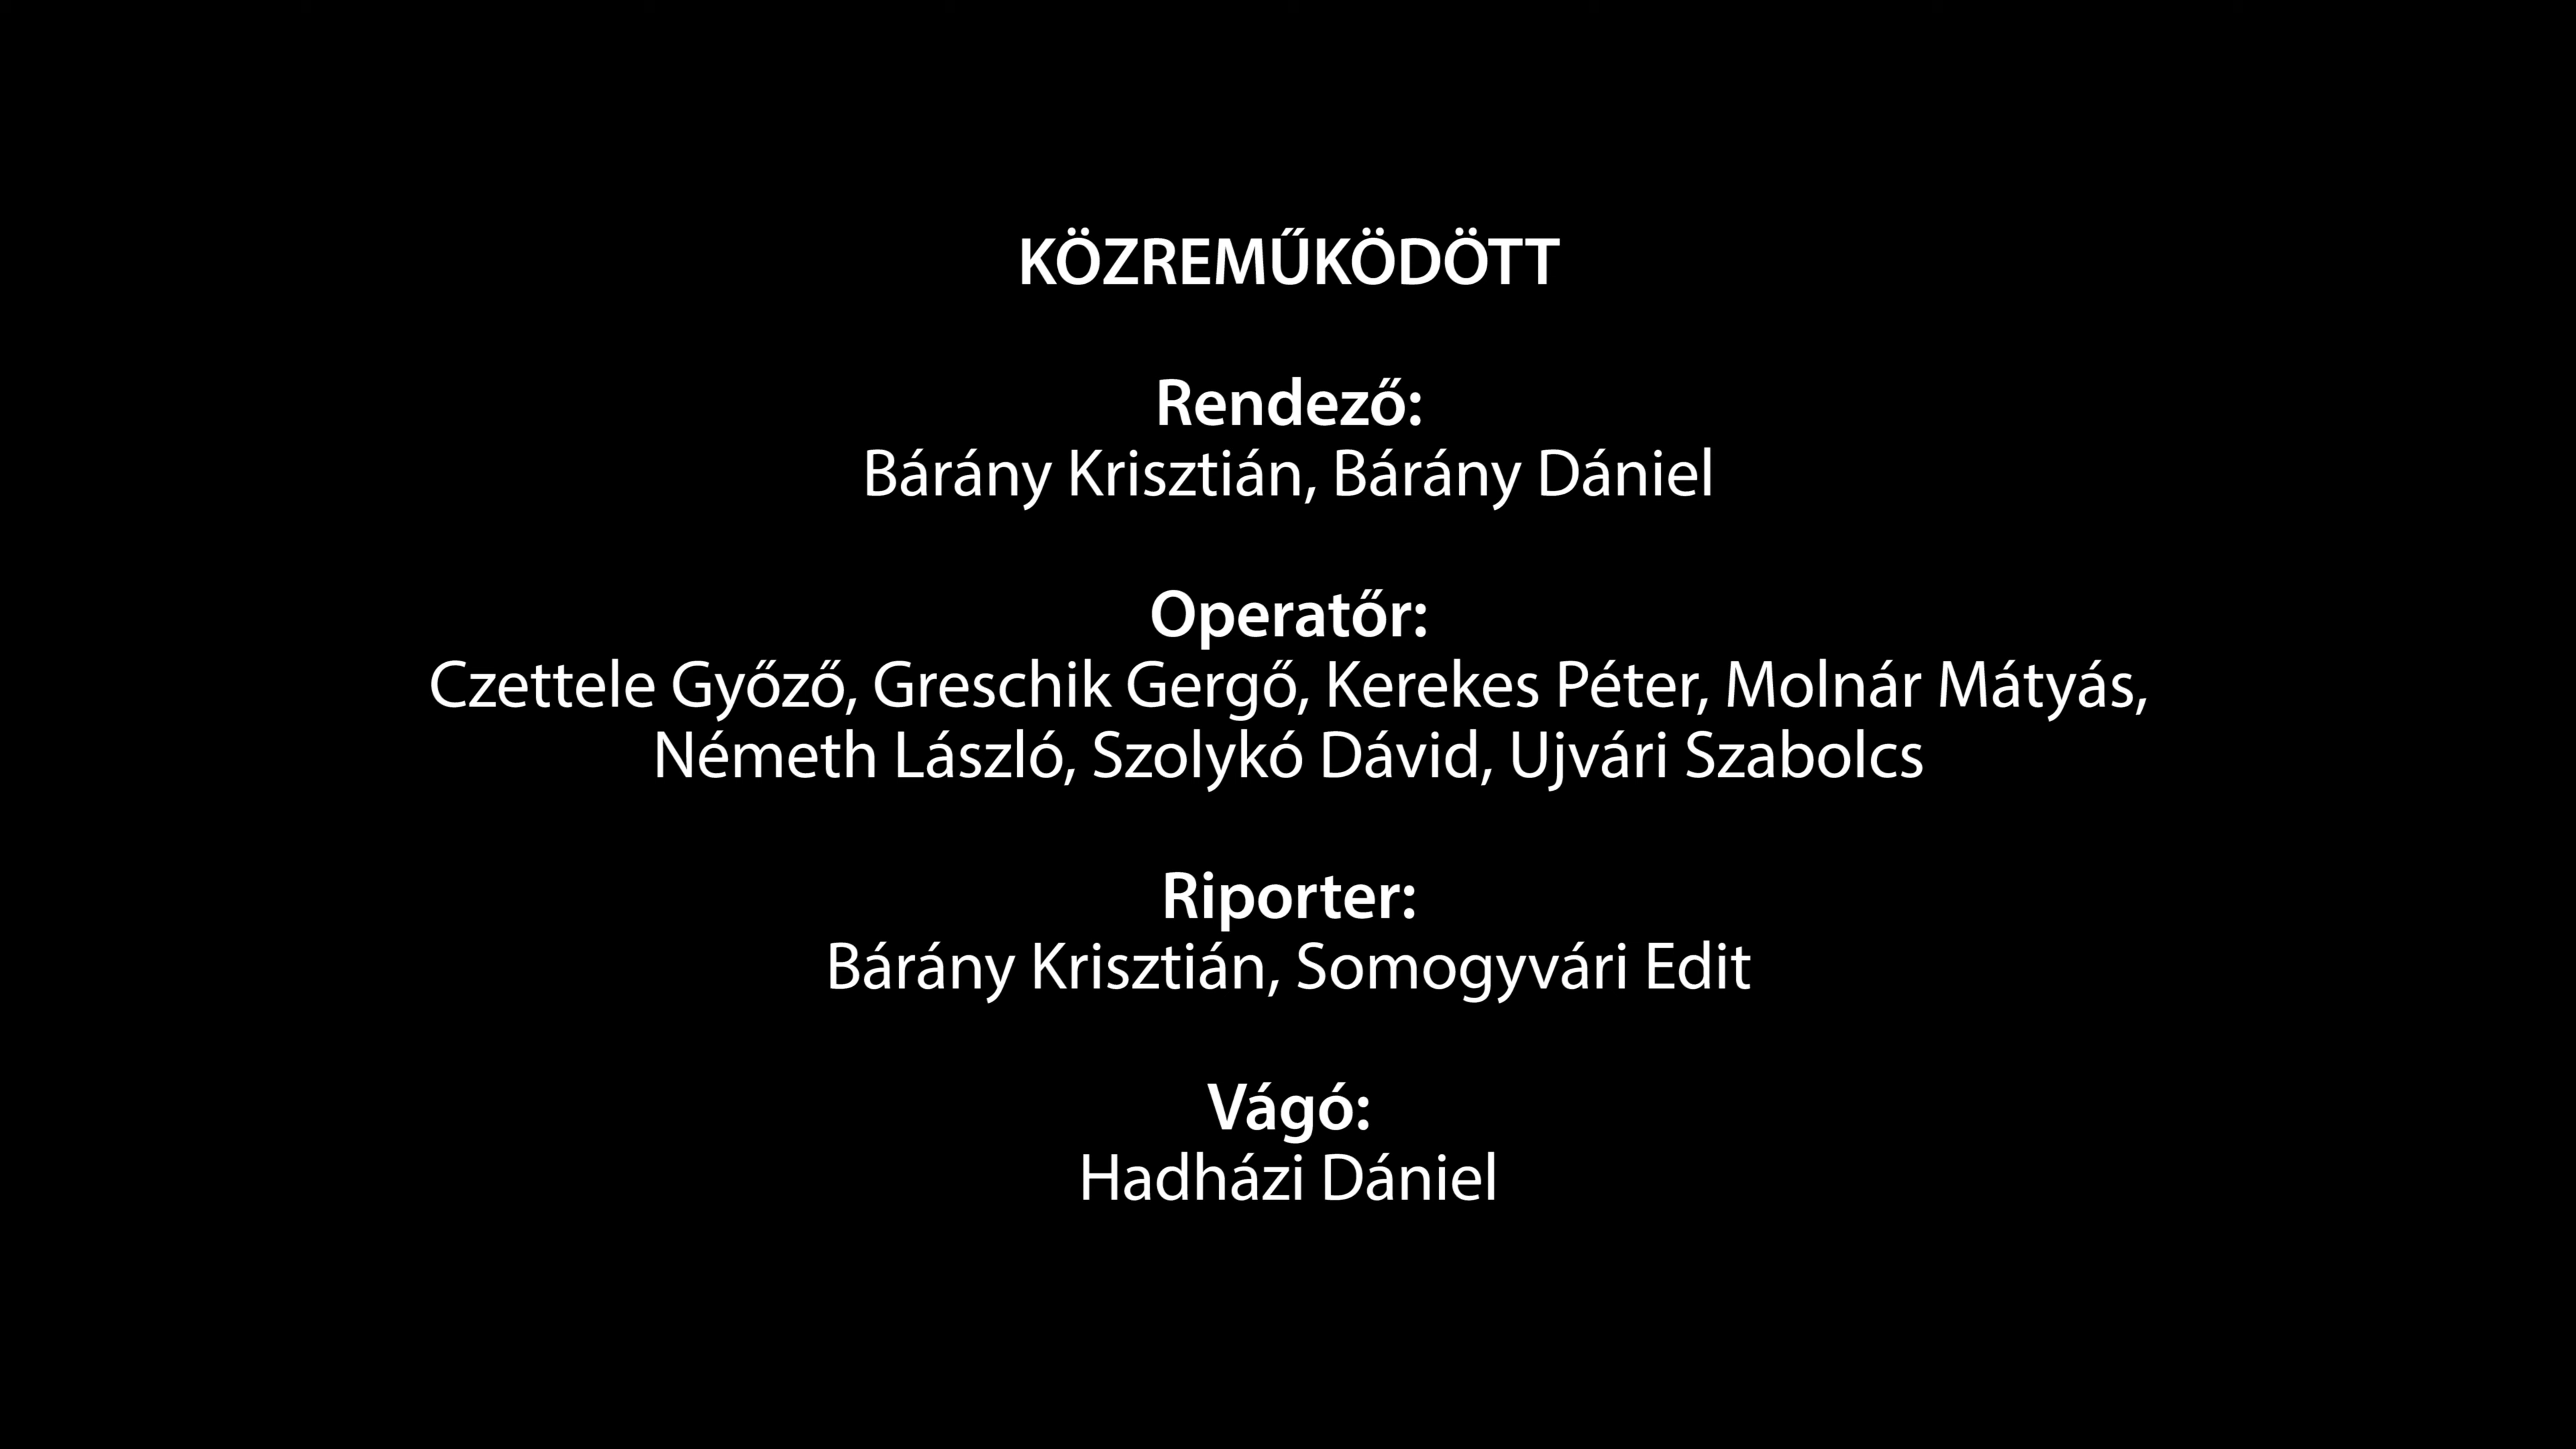 KÖZREMŰKÖDÖTT
Rendező:
Bárány Krisztián, Bárány Dániel
Operatőr:
Czettele Győző, Greschik Gergő, Kerekes Péter, Molnár Mátyás,
Németh László, Szolykó Dávid, Ujvári Szabolcs
Riporter:
Bárány Krisztián, Somogyvári Edit
Vágó:
Hadházi Dániel